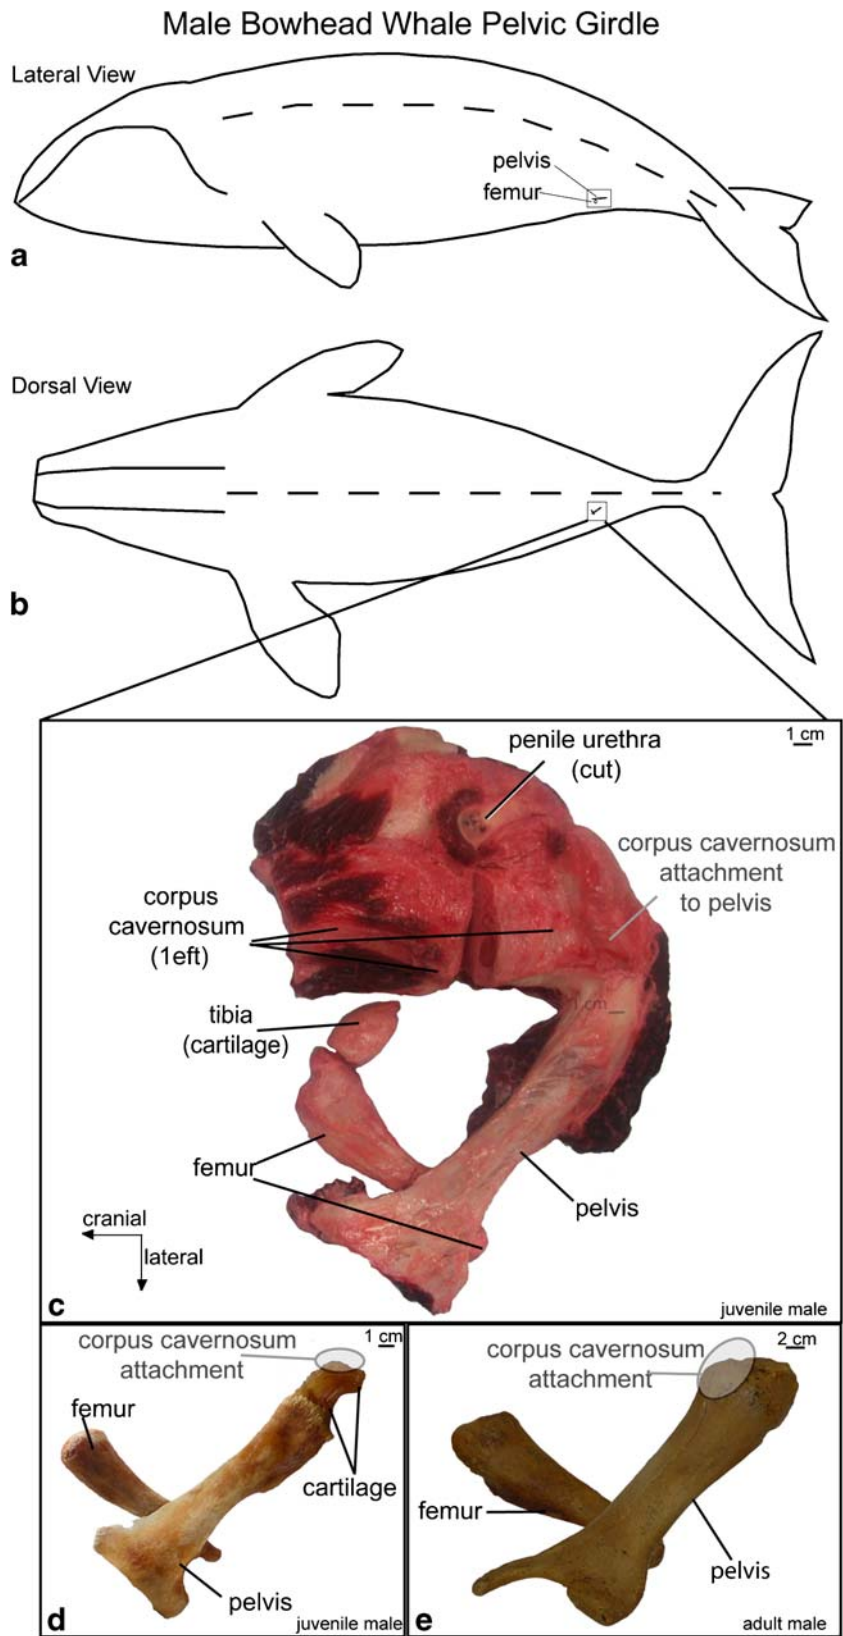 Male Bowhead Whale Pelvic Girdle
Lateral View
pelvis
femur
a
Dorsal View
b
1 cm
penile urethra
(cut)
corpus cavernosum
attachment
to pelvis
corpus
cavernosum
(1eft)
1 cm
tibia
(cartilage)
femur
pelvis
cranial
lateral
c
juvenile male
corpus cavernosum
attachment
1 cm
femur
cartilage
pelvis
d
juvenile male
corpus cavernosum
attachment
2 cm
femur
pelvis
e
adult male